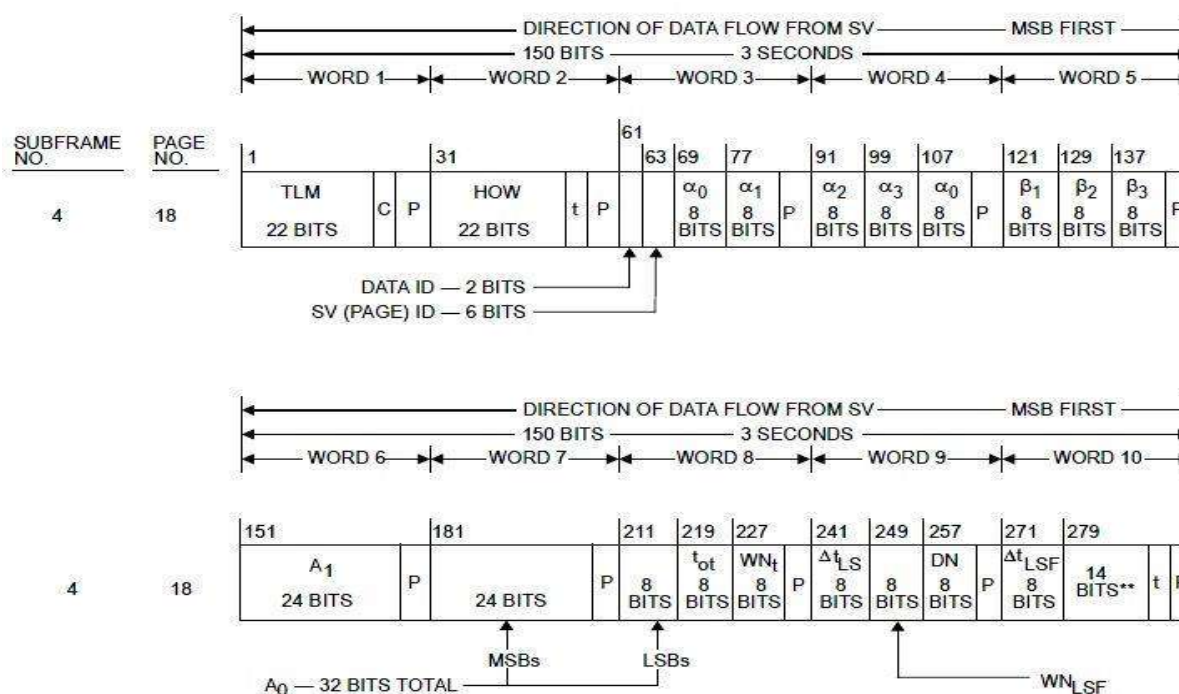 DIRECTION OF DATA FLOW FROM SV MSB FIRST
150 BITS 3 SECONDS
WORD 1 WORD 2 WORD 3 WORD 4 WORD 5
SUBFRAME NO. PAGE NO.
1 31 61 63 69 77 91 99 107 121 129 137
4 18
TLM 22 BITS C P HOW 22 BITS t P α0 8 BITS α1 8 BITS P α2 8 BITS α3 8 BITS α0 8 BITS P β1 8 BITS β2 8 BITS β3 8 BITS P
DATA ID — 2 BITS
SV (PAGE) ID — 6 BITS
DIRECTION OF DATA FLOW FROM SV MSB FIRST
150 BITS 3 SECONDS
WORD 6 WORD 7 WORD 8 WORD 9 WORD 10
151 181 211 219 227 241 249 257 271 279
4 18
A1 24 BITS P 24 BITS P 8 BITS tot 8 BITS WNt 8 BITS P ΔtLS 8 BITS 8 BITS DN 8 BITS P ΔtLSF 8 BITS 14 BITS** t P
MSBs LSBs
A0 — 32 BITS TOTAL
WNLSF